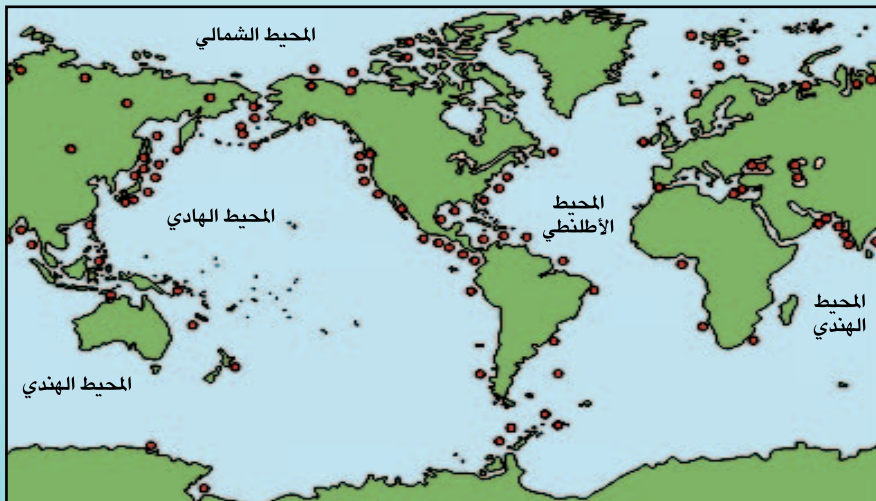 المحيط الشمالي
المحيط الهادي
المحيط
الأطلنطي
المحيط
الهندي
المحيط الهندي